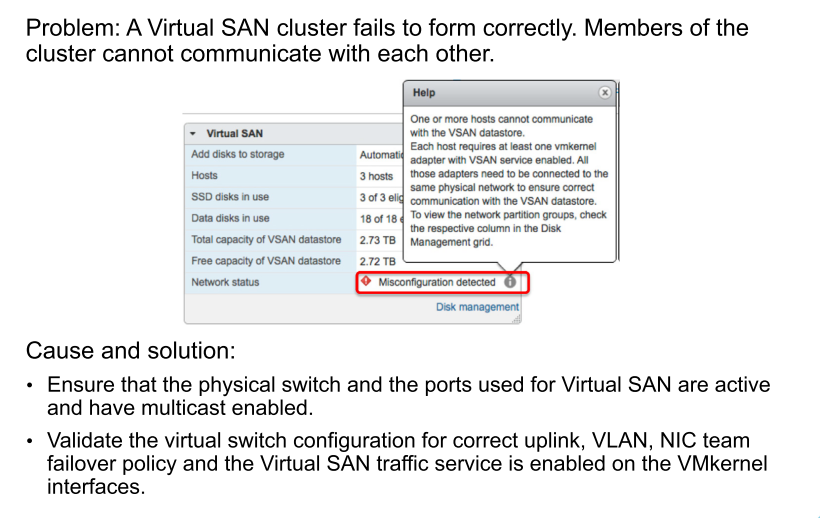 Problem: A Virtual SAN cluster fails to form correctly. Members of the
cluster cannot communicate with each other.
Help
One or more hosts cannot communicate
with the VSAN datastore.
Each host requires at least one vmkernel
adapter with VSAN service enabled. All
those adapters need to be connected to the
same physical network to ensure correct
communication with the VSAN datastore.
To view the network partition groups, check
the respective column in the Disk
Management grid.
Virtual SAN
Add disks to storage Automatic
Hosts 3 hosts
SSD disks in use 3 of 3 elig
Data disks in use 18 of 18 e
Total capacity of VSAN datastore 2.73 TB
Free capacity of VSAN datastore 2.72 TB
Network status Misconfiguration detected
Disk management
Cause and solution:
• Ensure that the physical switch and the ports used for Virtual SAN are active
and have multicast enabled.
• Validate the virtual switch configuration for correct uplink, VLAN, NIC team
failover policy and the Virtual SAN traffic service is enabled on the VMkernel
interfaces.